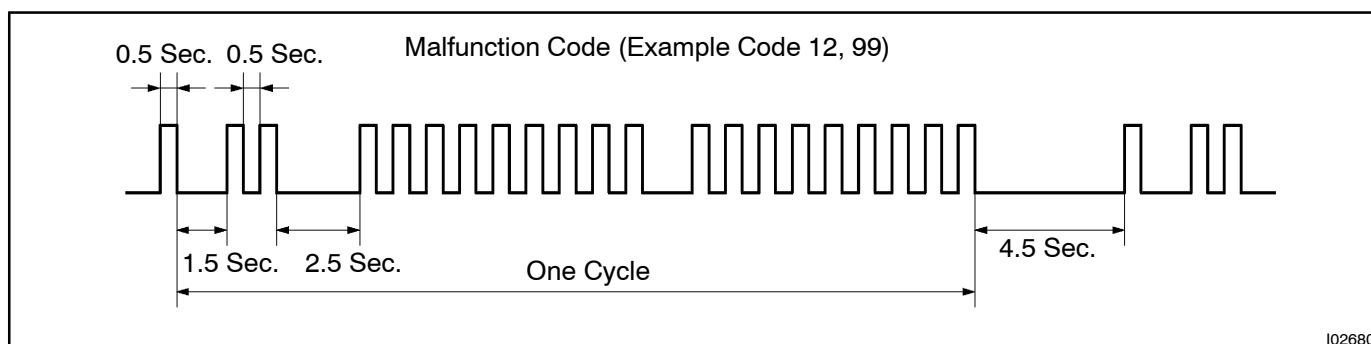 Malfunction Code (Example Code 12, 99)
0.5 Sec. 0.5 Sec.
1.5 Sec. 2.5 Sec.
4.5 Sec.
One Cycle
I02680